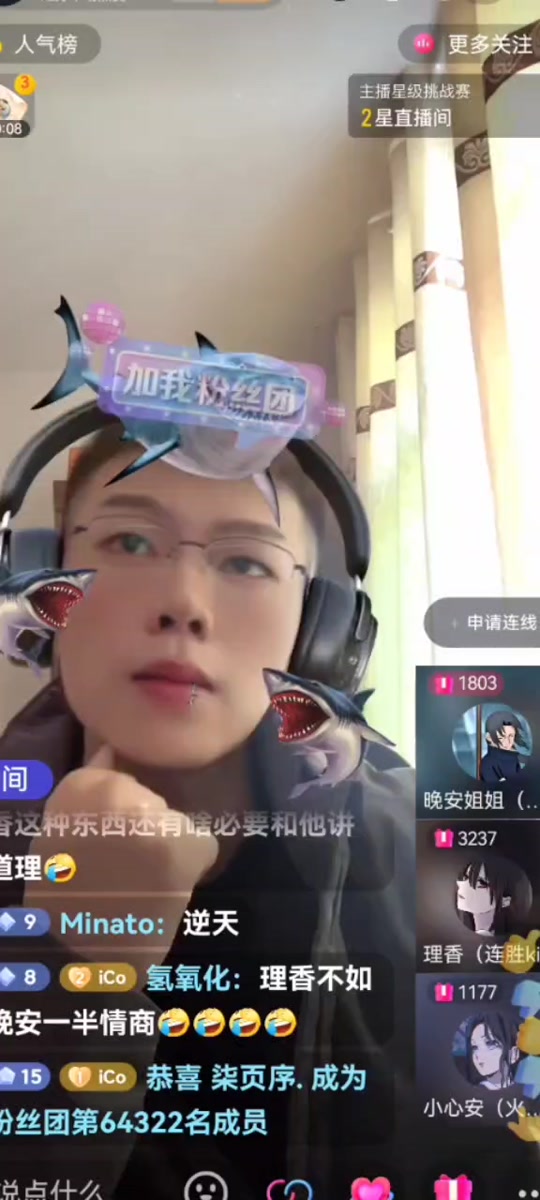 人气榜
更多关注
3
:08
主播星级挑战赛
2星直播间
加我粉丝团
申请连线
1803
晚安姐姐（...
3237
理香（连胜ki
1177
小心安（火...
间
香这种东西还有啥必要和他讲
道理🤣
9 Minato：逆天
8 2 iCo 氢氧化：理香不如
晚安一半情商🤣🤣🤣🤣
15 1 iCo 恭喜 柒页序. 成为
粉丝团第64322名成员
说点什么